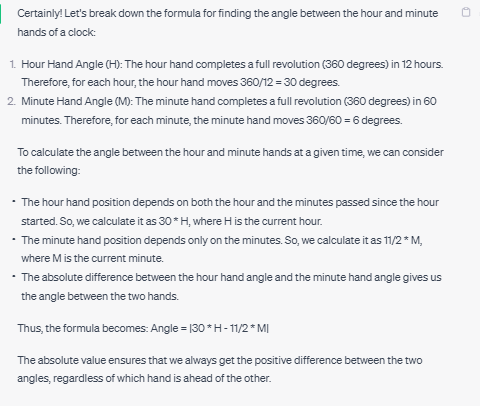 Certainly! Let's break down the formula for finding the angle between the hour and minute
hands of a clock:
1. Hour Hand Angle (H): The hour hand completes a full revolution (360 degrees) in 12 hours.
Therefore, for each hour, the hour hand moves 360/12 = 30 degrees.
2. Minute Hand Angle (M): The minute hand completes a full revolution (360 degrees) in 60
minutes. Therefore, for each minute, the minute hand moves 360/60 = 6 degrees.
To calculate the angle between the hour and minute hands at a given time, we can consider
the following:
• The hour hand position depends on both the hour and the minutes passed since the hour
started. So, we calculate it as 30 * H, where H is the current hour.
• The minute hand position depends only on the minutes. So, we calculate it as 11/2 * M,
where M is the current minute.
• The absolute difference between the hour hand angle and the minute hand angle gives us
the angle between the two hands.
Thus, the formula becomes: Angle = |30 * H - 11/2 * M|
The absolute value ensures that we always get the positive difference between the two
angles, regardless of which hand is ahead of the other.